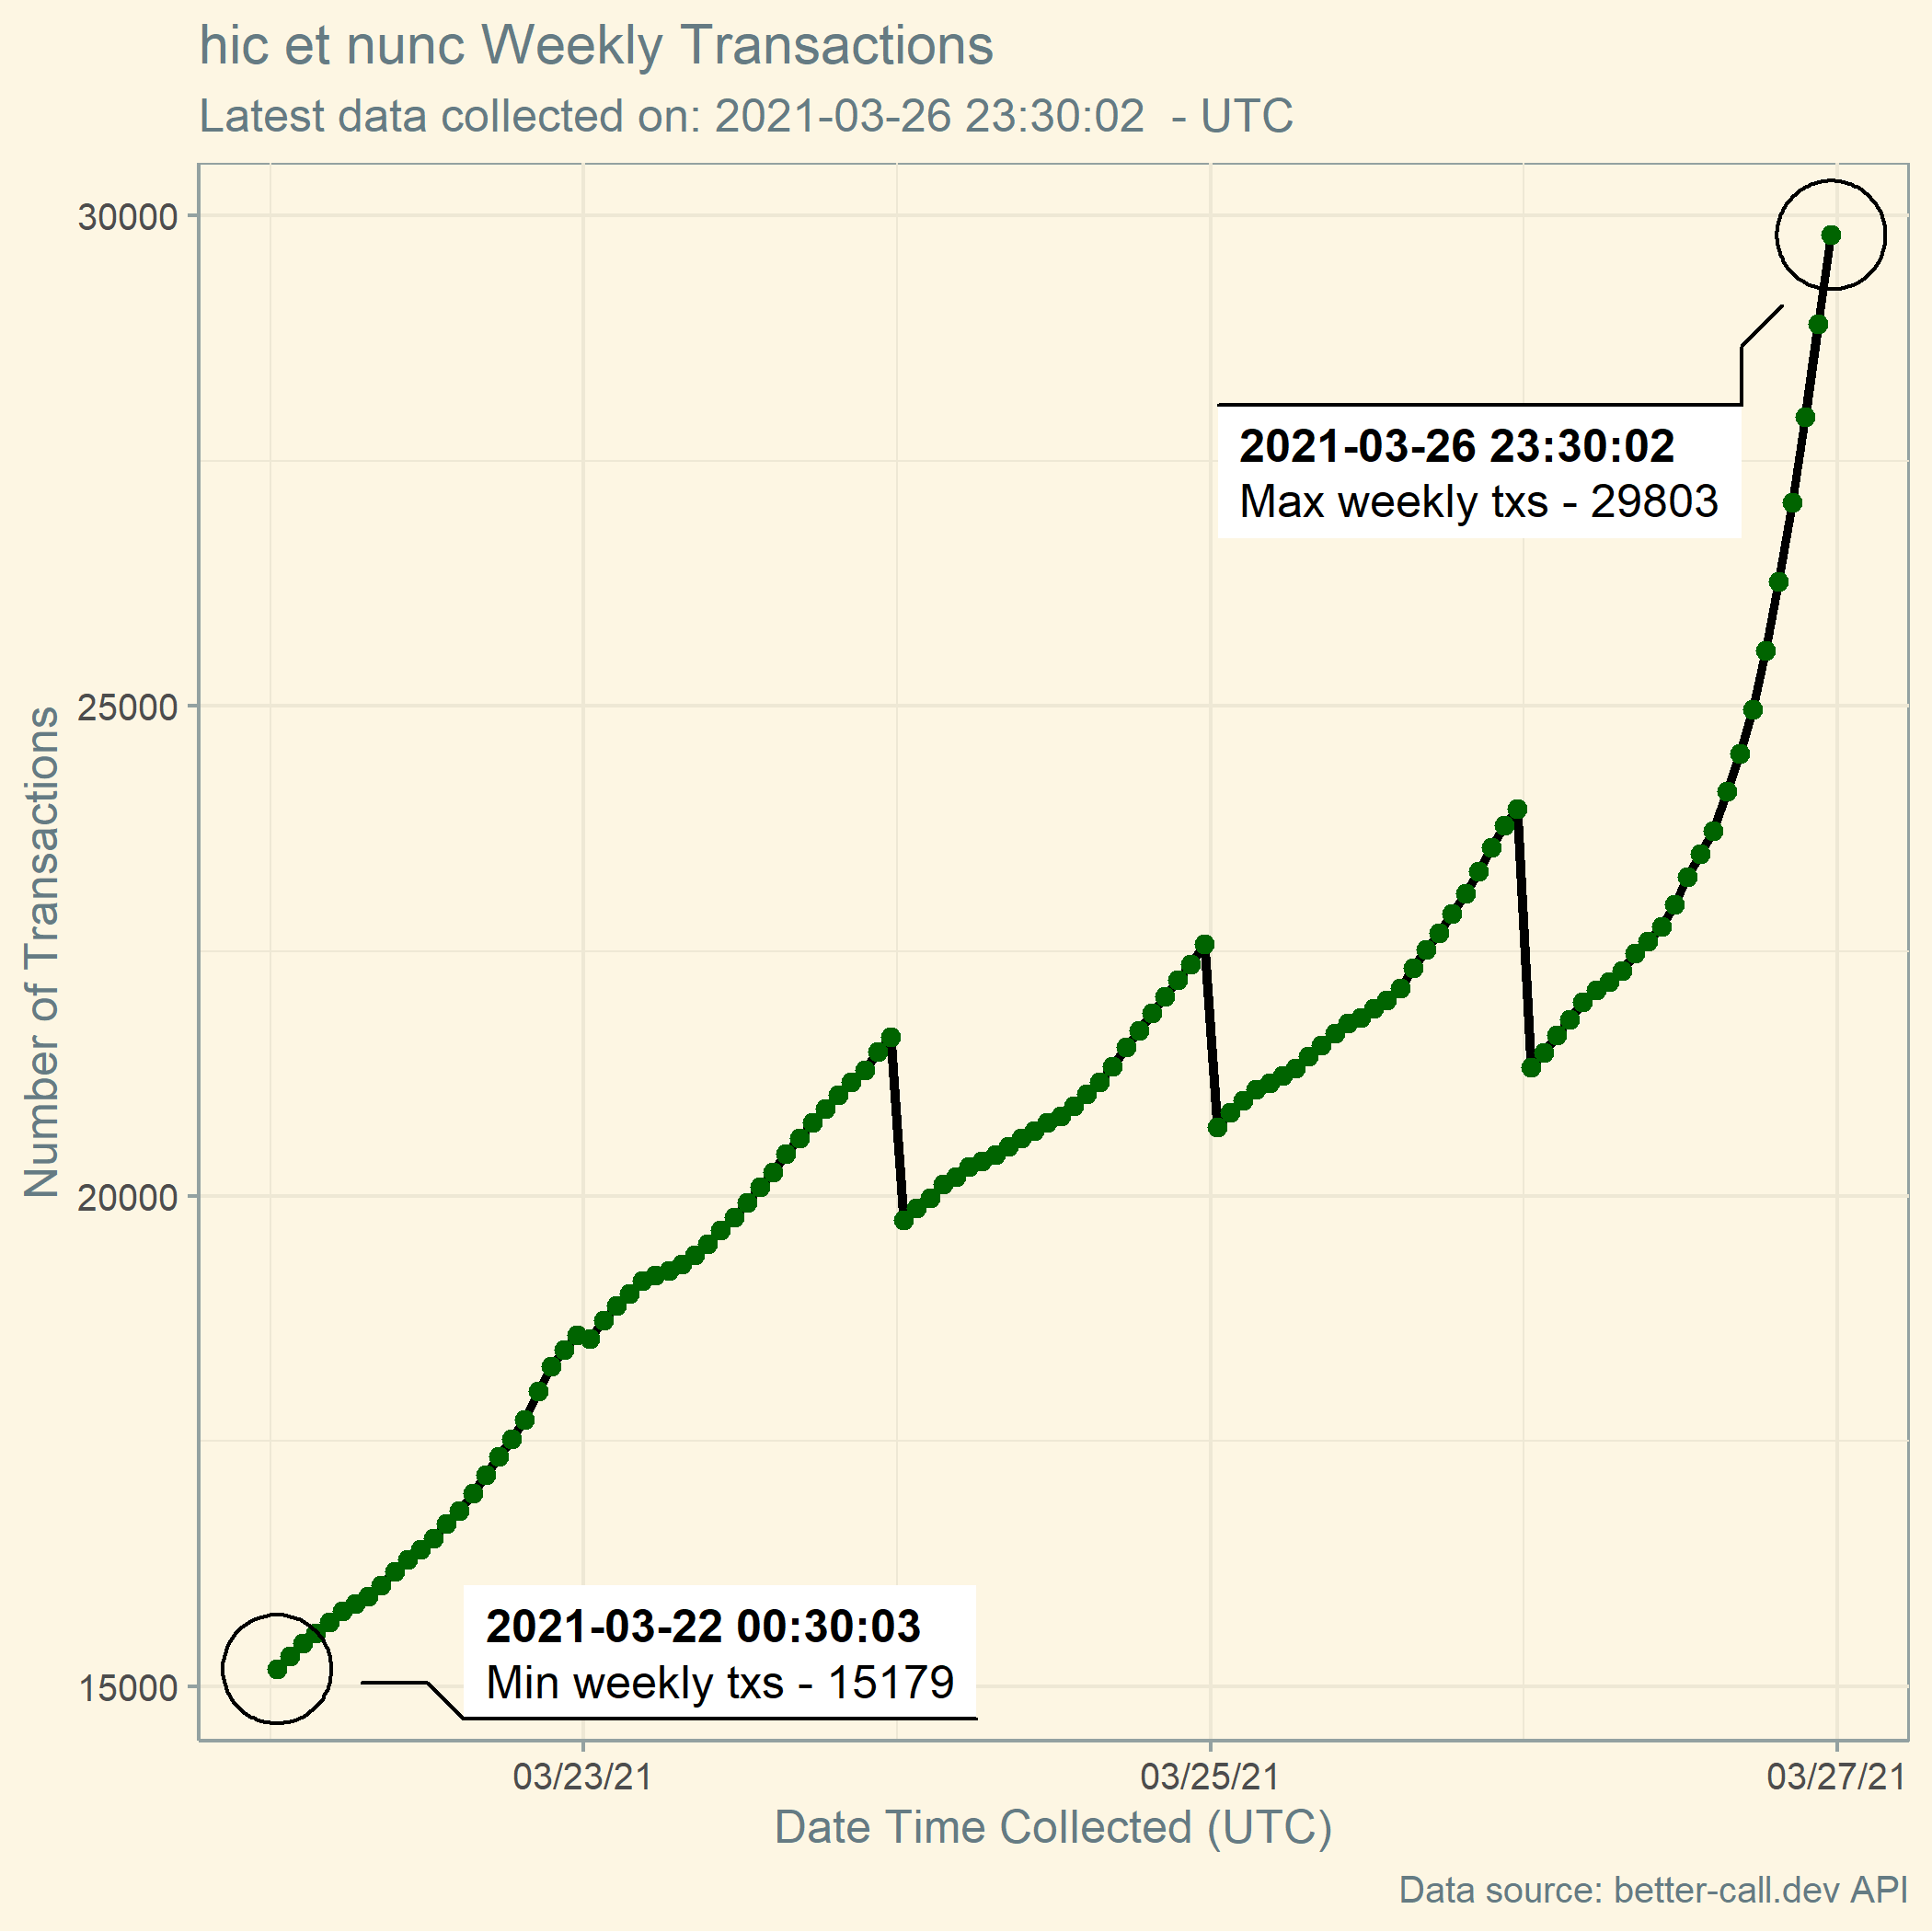 hic et nunc Weekly Transactions
Latest data collected on: 2021-03-26 23:30:02  - UTC
Number of Transactions
30000
25000
20000
15000
2021-03-26 23:30:02
Max weekly txs - 29803
2021-03-22 00:30:03
Min weekly txs - 15179
03/23/21
03/25/21
03/27/21
Date Time Collected (UTC)
Data source: better-call.dev API